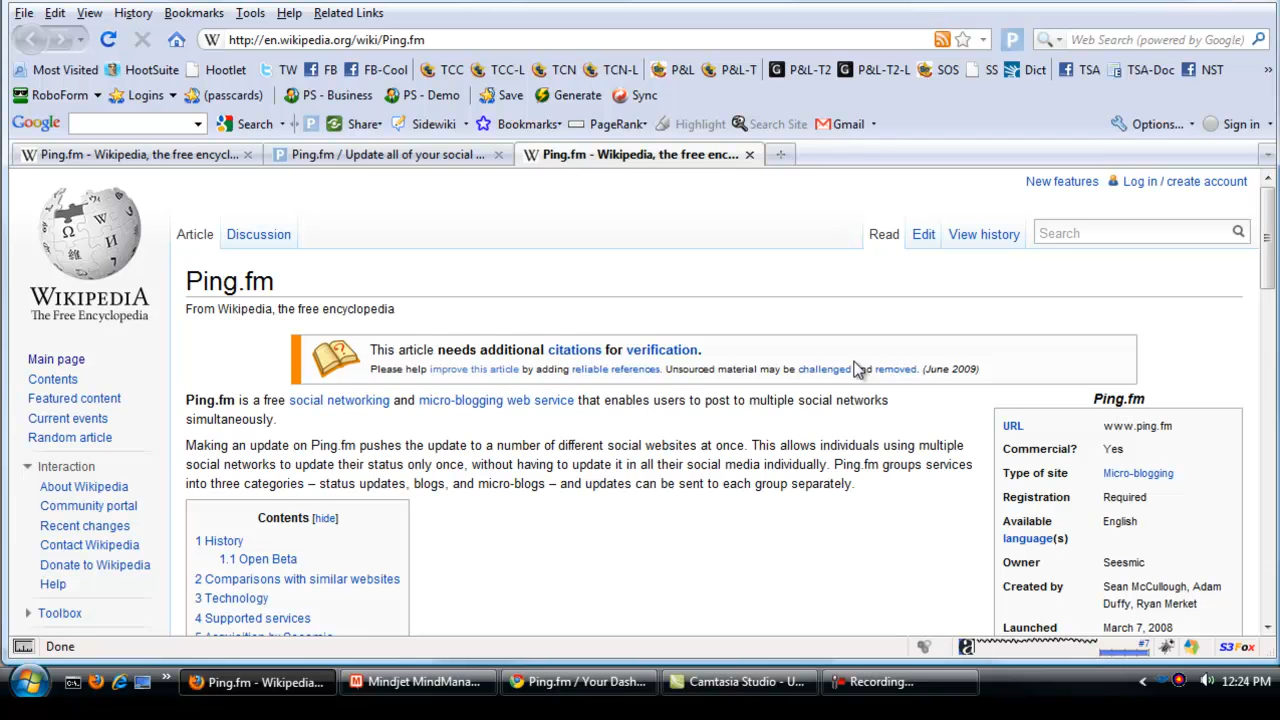 File Edit View History Bookmarks Tools Help Related Links
W http://en.wikipedia.org/wiki/Ping.fm P Web Search (powered by Google)
Most Visited HootSuite Hootlet TW FB FB-Cool TCC TCC-L TCN TCN-L P&L P&L-T P&L-T2 P&L-T2-L SOS SS Dict TSA TSA-Doc NST »
RoboForm Logins (passcards) PS - Business PS - Demo Save Generate Sync
Google Search Share Sidewiki Bookmarks PageRank Highlight Search Site Gmail Options... Sign in
W Ping.fm - Wikipedia, the free encycl... Ping.fm / Update all of your social ... W Ping.fm - Wikipedia, the free enc...
New features Log in / create account
Article Discussion Read Edit View history Search
WIKIPEDIA
The Free Encyclopedia
Main page
Contents
Featured content
Current events
Random article
Interaction
About Wikipedia
Community portal
Recent changes
Contact Wikipedia
Donate to Wikipedia
Help
Toolbox
Ping.fm
From Wikipedia, the free encyclopedia
This article needs additional citations for verification.
Please help improve this article by adding reliable references. Unsourced material may be challenged removed. (June 2009)
Ping.fm is a free social networking and micro-blogging web service that enables users to post to multiple social networks
simultaneously.
Making an update on Ping.fm pushes the update to a number of different social websites at once. This allows individuals using multiple
social networks to update their status only once, without having to update it in all their social media individually. Ping.fm groups services
into three categories – status updates, blogs, and micro-blogs – and updates can be sent to each group separately.
Contents [hide]
1 History
1.1 Open Beta
2 Comparisons with similar websites
3 Technology
4 Supported services
Ping.fm
URL www.ping.fm
Commercial? Yes
Type of site Micro-blogging
Registration Required
Available English
language(s)
Owner Seesmic
Created by Sean McCullough, Adam
Duffy, Ryan Merket
Launched March 7, 2008
Done #7 S3Fox
» Ping.fm - Wikipedia... Mindjet MindMana... Ping.fm / Your Dash... Camtasia Studio - U... Recording... 12:24 PM